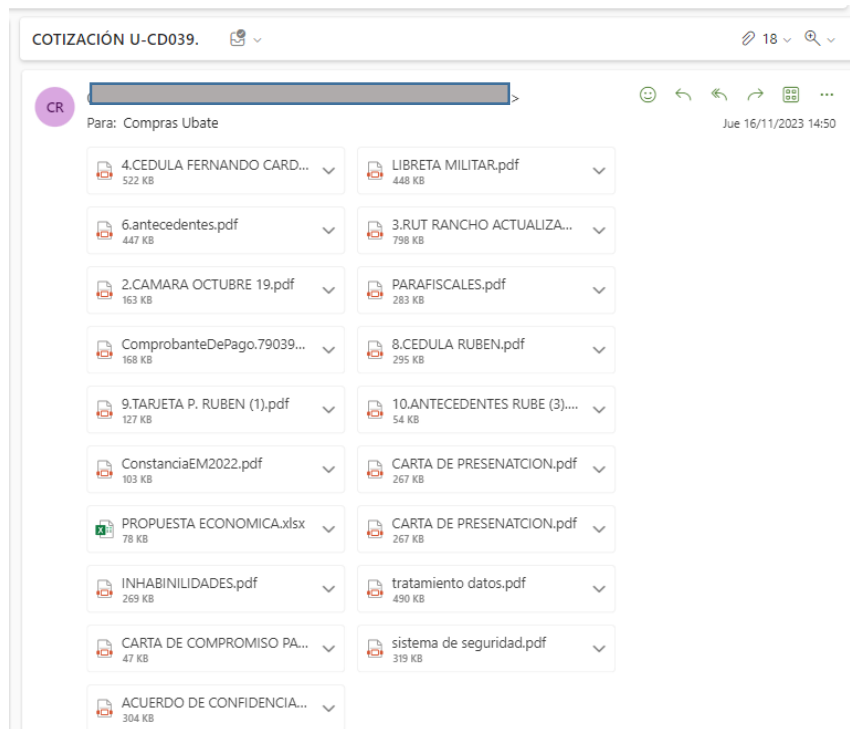 COTIZACIÓN U-CD039.
18
CR
>
Para: Compras Ubate
Jue 16/11/2023 14:50
4.CEDULA FERNANDO CARD...
522 KB
LIBRETA MILITAR.pdf
448 KB
6.antecedentes.pdf
447 KB
3.RUT RANCHO ACTUALIZA...
798 KB
2.CAMARA OCTUBRE 19.pdf
163 KB
PARAFISCALES.pdf
283 KB
ComprobanteDePago.79039...
168 KB
8.CEDULA RUBEN.pdf
295 KB
9.TARJETA P. RUBEN (1).pdf
127 KB
10.ANTECEDENTES RUBE (3)....
54 KB
ConstanciaEM2022.pdf
103 KB
CARTA DE PRESENATCION.pdf
267 KB
PROPUESTA ECONOMICA.xlsx
78 KB
CARTA DE PRESENATCION.pdf
267 KB
INHABINILIDADES.pdf
269 KB
tratamiento datos.pdf
490 KB
CARTA DE COMPROMISO PA...
47 KB
sistema de seguridad.pdf
319 KB
ACUERDO DE CONFIDENCIA...
304 KB